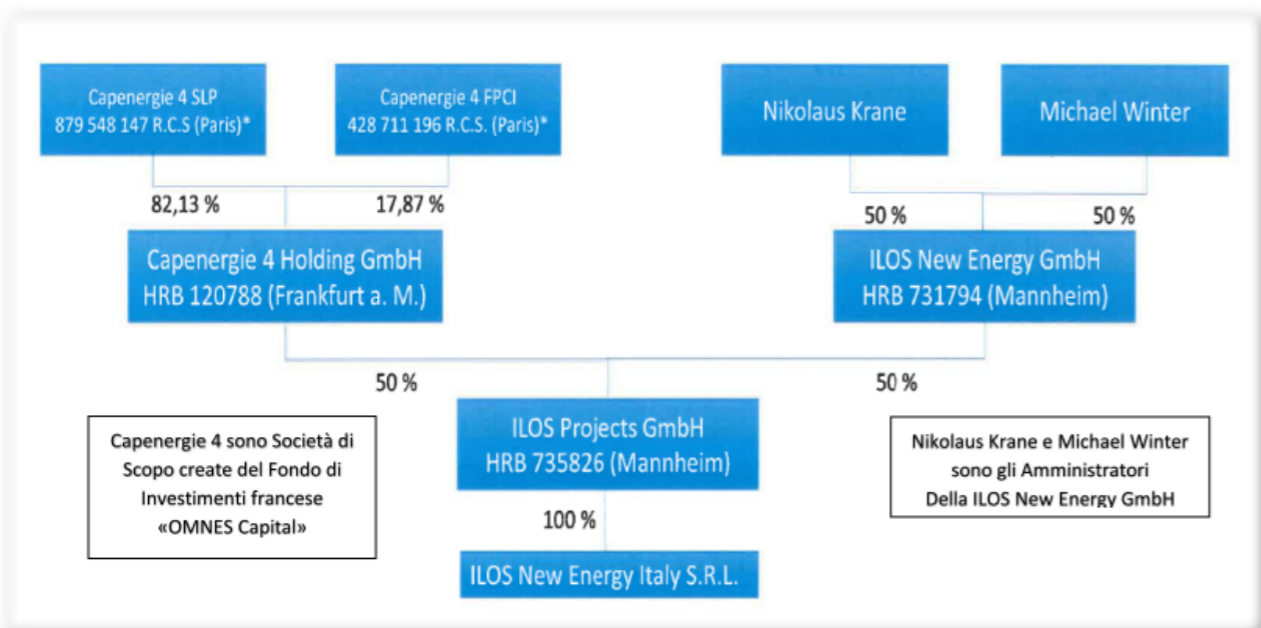 Capenergie 4 SLP
879 548 147 R.C.S (Paris)*
Capenergie 4 FPCI
428 711 196 R.C.S. (Paris)*
Nikolaus Krane
Michael Winter
82,13 %
17,87 %
50 %
50 %
Capenergie 4 Holding GmbH
HRB 120788 (Frankfurt a. M.)
ILOS New Energy GmbH
HRB 731794 (Mannheim)
50 %
50 %
Capenergie 4 sono Società di
Scopo create del Fondo di
Investimenti francese
«OMNES Capital»
ILOS Projects GmbH
HRB 735826 (Mannheim)
Nikolaus Krane e Michael Winter
sono gli Amministratori
Della ILOS New Energy GmbH
100 %
ILOS New Energy Italy S.R.L.